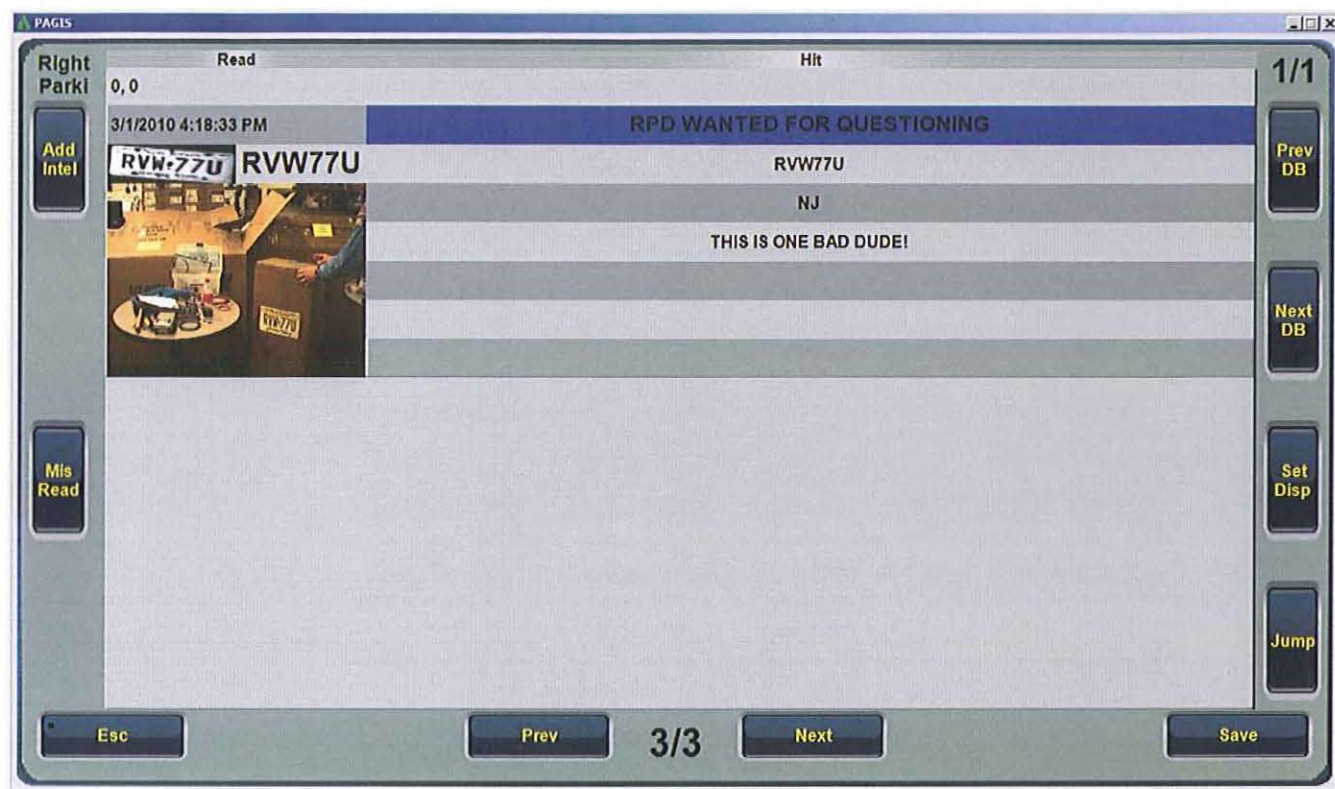 PAGIS
Right Parki
Read
Hit
1/1
0, 0
3/1/2010 4:18:33 PM
RPD WANTED FOR QUESTIONING
Add Intel
RVW•77U
RVW77U
RVW77U
Prev DB
NJ
THIS IS ONE BAD DUDE!
RVW•77U
Next DB
Mis Read
Set Disp
Jump
Esc
Prev
3/3
Next
Save